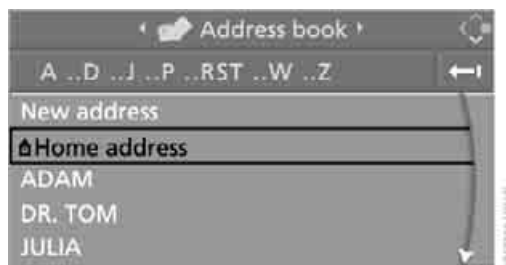 Address book
A ..D ..J ..P ..RST ..W ..Z
New address
Home address
ADAM
DR. TOM
JULIA